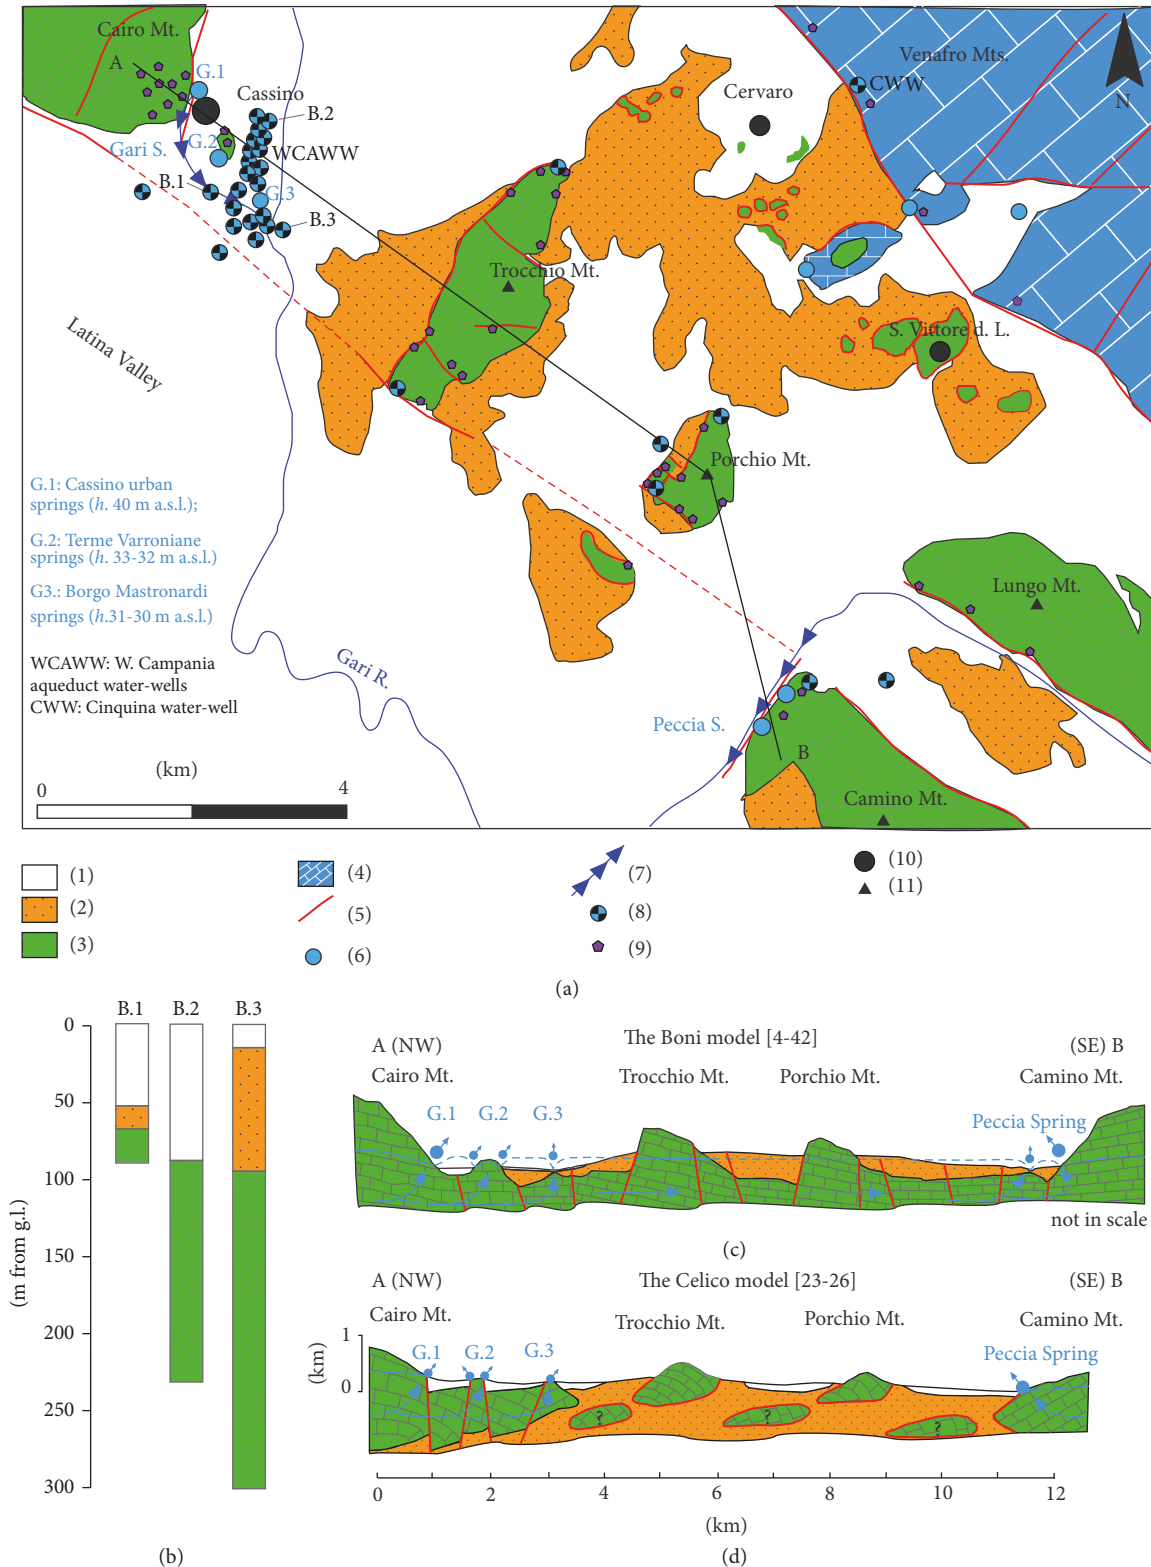 Cairo Mt.
A
G.1
Cassino
B.2
Gari S.
G.2
WCAWW
B.1
G.3
B.3
Cervaro
Venafro Mts.
CWW
N
Trocchio Mt.
Latina Valley
S. Vittore d. L.
Porchio Mt.
G.1: Cassino urban
springs (h. 40 m a.s.l.);
G.2: Terme Varroniane
springs (h. 33-32 m a.s.l.)
G3.: Borgo Mastronardi
springs (h.31-30 m a.s.l.)
WCAWW: W. Campania
aqueduct water-wells
CWW: Cinquina water-well
Gari R.
Lungo Mt.
Peccia S.
B
Camino Mt.
(km)
0 4
(1)
(2)
(3)
(4)
(5)
(6)
(7)
(8)
(9)
(10)
(11)
(a)
B.1 B.2 B.3
0
50
100
150
200
250
300
(m from g.l.)
(b)
The Boni model [4-42]
A (NW) (SE) B
Cairo Mt. Trocchio Mt. Porchio Mt. Camino Mt.
G.1 G.2 G.3 Peccia Spring
not in scale
(c)
A (NW) The Celico model [23-26] (SE) B
Cairo Mt. Trocchio Mt. Porchio Mt. Camino Mt.
G.1 G.2 G.3 Peccia Spring
1
0
(km)
? ? ?
0 2 4 6 8 10 12
(km)
(d)